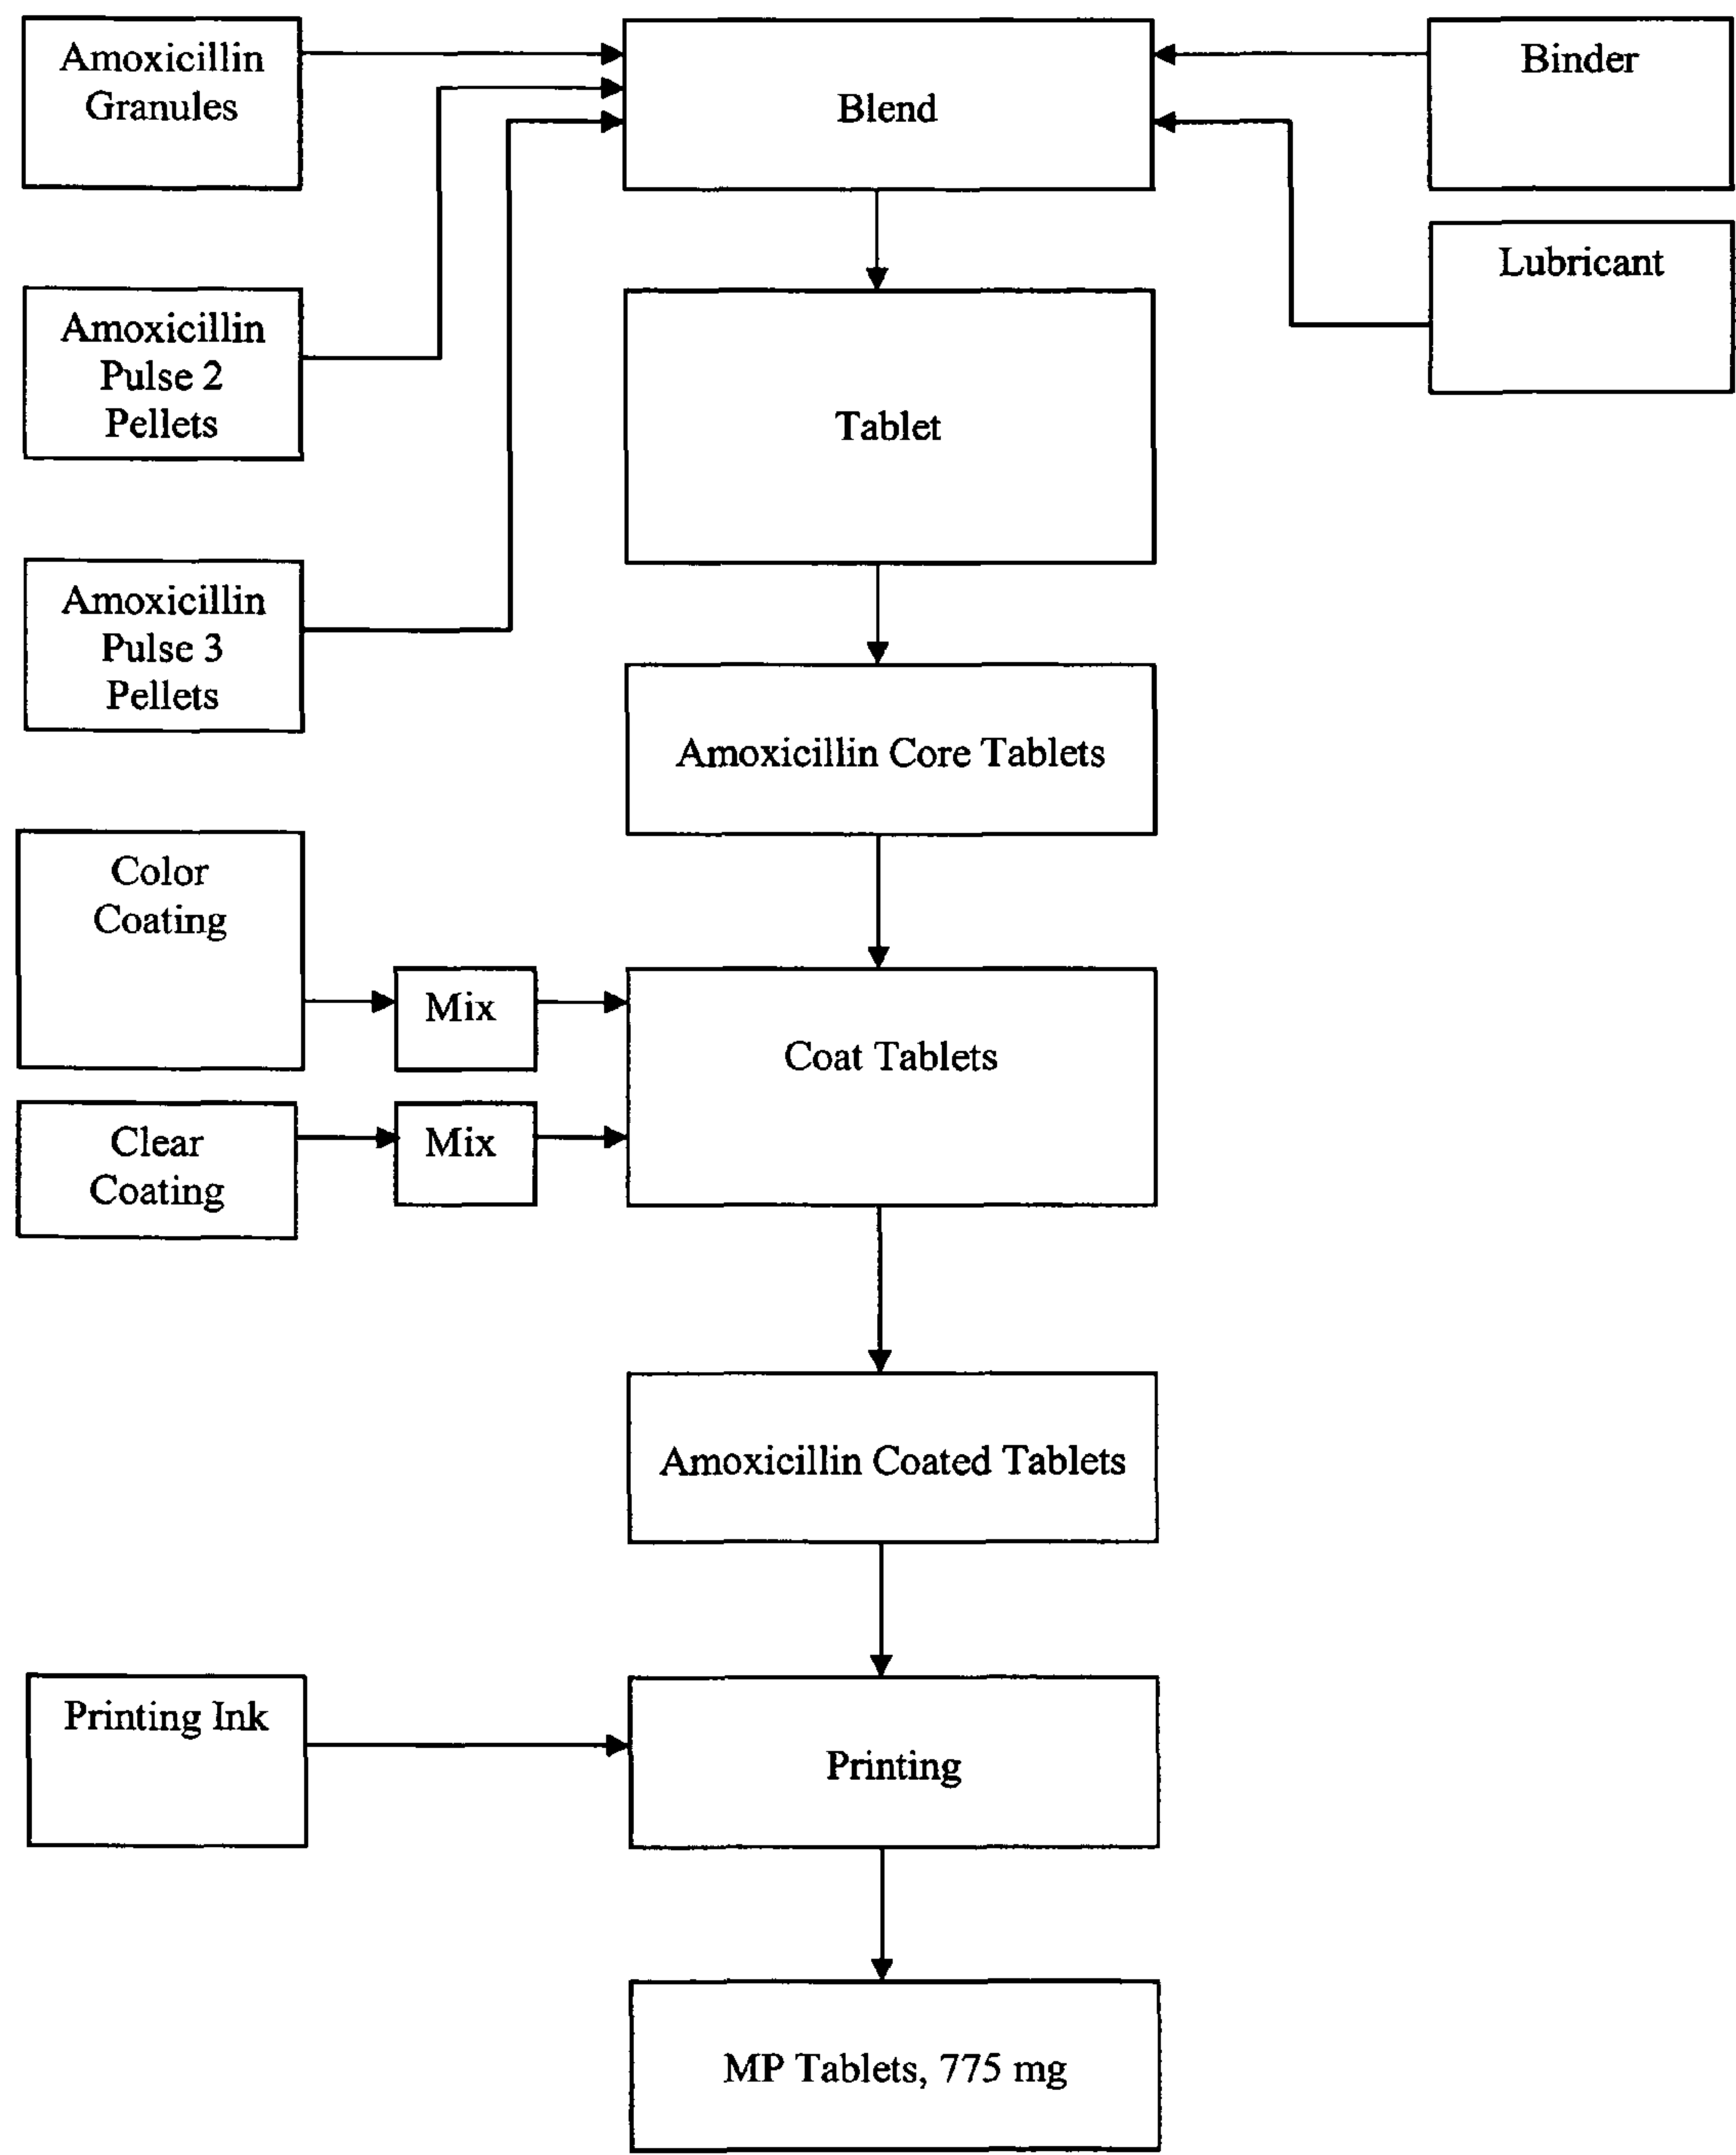 Amoxicillin
Granules
Blend
Binder
Lubricant
Amoxicillin
Pulse 2
Pellets
Tablet
Amoxicillin
Pulse 3
Pellets
Amoxicillin Core Tablets
Color
Coating
Mix
Coat Tablets
Clear
Coating
Mix
Amoxicillin Coated Tablets
Printing Ink
Printing
MP Tablets, 775 mg